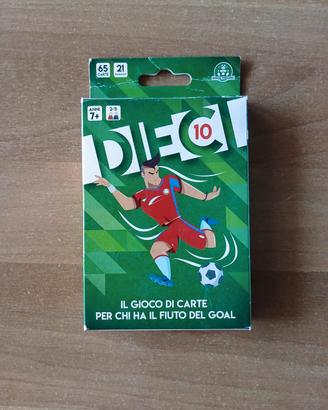 65 21
CARTE
ANNI 2-5
7+
DIECI
10
IL GIOCO DI CARTE
PER CHI HA IL FIUTO DEL GOAL